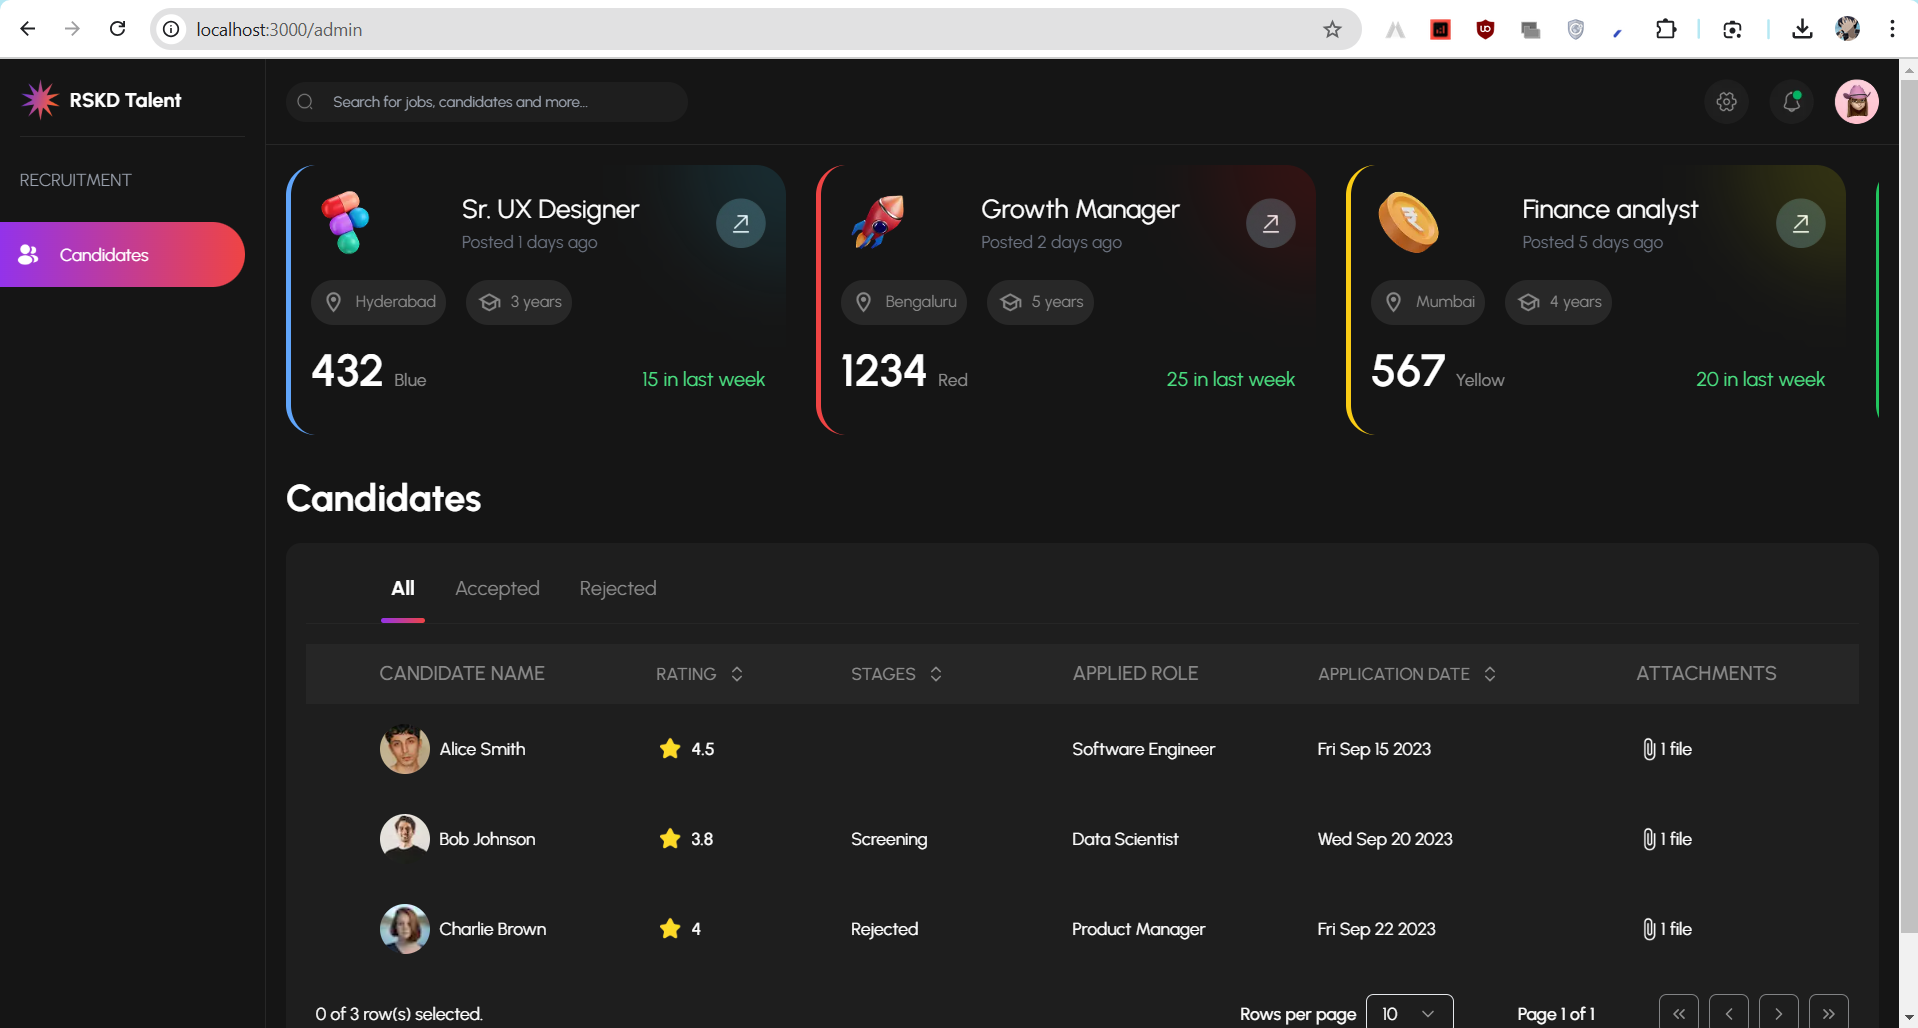 localhost:3000/admin
RSKD Talent
Search for jobs, candidates and more...
RECRUITMENT
Candidates
Sr. UX Designer
Posted 1 days ago
Hyderabad
3 years
432 Blue
15 in last week
Growth Manager
Posted 2 days ago
Bengaluru
5 years
1234 Red
25 in last week
Finance analyst
Posted 5 days ago
Mumbai
4 years
567 Yellow
20 in last week
Candidates
All Accepted Rejected
CANDIDATE NAME RATING STAGES APPLIED ROLE APPLICATION DATE ATTACHMENTS
Alice Smith 4.5 Software Engineer Fri Sep 15 2023 1 file
Bob Johnson 3.8 Screening Data Scientist Wed Sep 20 2023 1 file
Charlie Brown 4 Rejected Product Manager Fri Sep 22 2023 1 file
0 of 3 row(s) selected. Rows per page 10 Page 1 of 1